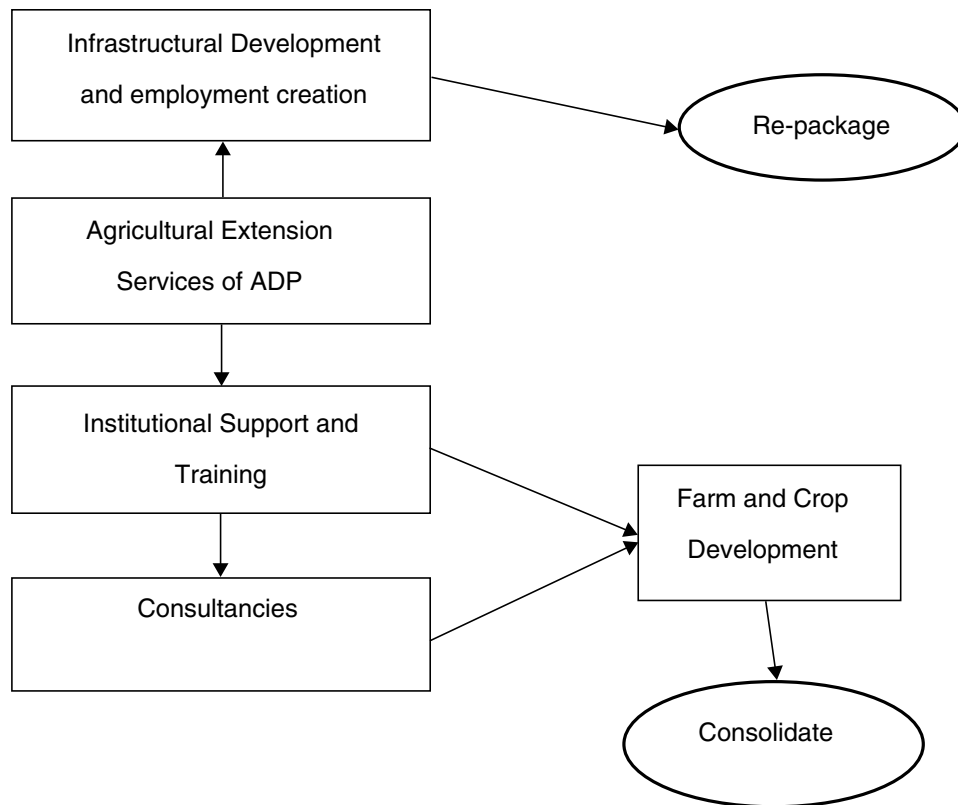 Infrastructural Development
and employment creation
Re-package
Agricultural Extension
Services of ADP
Institutional Support and
Training
Farm and Crop
Development
Consultancies
Consolidate